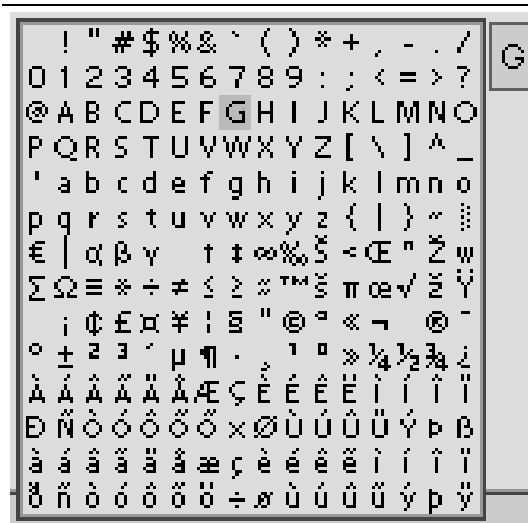 ! " # $ % & ` ( ) * + , - . /
G
0 1 2 3 4 5 6 7 8 9 : ; < = > ?
@ A B C D E F G H I J K L M N O
P Q R S T U V W X Y Z [ \ ] ^ _
' a b c d e f g h i j k l m n o
p q r s t u v w x y z { | } ~
€ | α β γ † ‡ ∞ ‰ Š < Œ " Ž w
Σ Ω ≡ * ÷ ≠ ≤ ≥ ™ š π œ √ ž Ÿ
¡ ¢ £ ¤ ¥ ¦ § " © ª « ¬ ® ¯
° ± ² ³ ´ µ ¶ · ¸ ¹ º » ¼ ½ ¾ ¿
À Á Â Ã Ä Å Æ Ç È É Ê Ë Ì Í Î Ï
Ð Ñ Ò Ó Ô Õ Ö × Ø Ù Ú Û Ü Ý Þ ß
à á â ã ä å æ ç è é ê ë ì í î ï
ð ñ ò ó ô õ ö ÷ ø ù ú û ü ý þ ÿ